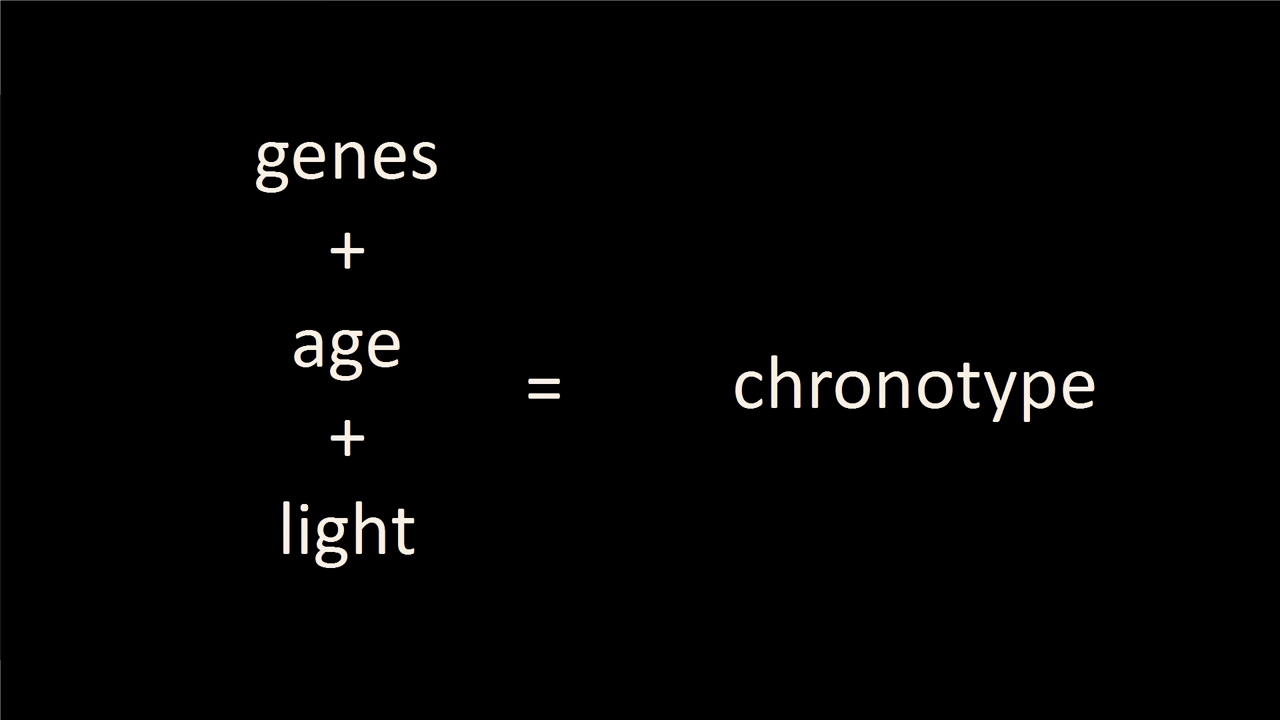 genes
+
age
+
light
=
chronotype